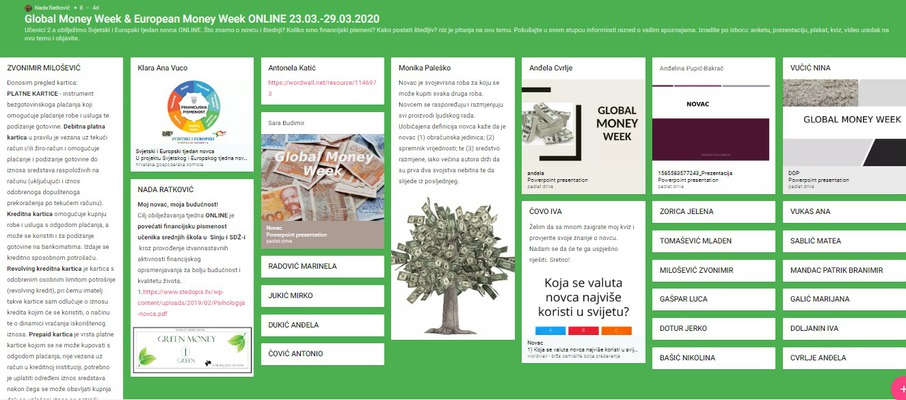 Nada Ratković • 8 • 4d
Global Money Week & European Money Week ONLINE 23.03.-29.03.2020
Učenici 2.a obilježimo Svjetski i Europski tjedan novca ONLINE. Što znamo o novcu i štednji? Koliko smo financijski pismeni? Kako postati štedljiv? niz je pitanja na ovu temu. Pokušajte u svom stupcu informirati razred o vašim spoznajama. Izradite po izboru: anketu, prezentaciju, plakat, kviz, video uradak na
ovu temu i objavite.
ZVONIMIR MILOŠEVIĆ
Donosim pregled kartica:
PLATNE KARTICE - instrument
bezgotovinskoga plaćanja koji
omogućuje plaćanje robe i usluga te
podizanje gotovine. Debitna platna
kartica u pravilu je vezana uz tekući
račun i/ili žiro-račun i omogućuje
plaćanje i podizanje gotovine do
iznosa sredstava raspoloživih na
računu (uključujući i iznos
odobrenoga dopuštenoga
prekoračenja po tekućem računu).
Kreditna kartica omogućuje kupnju
robe i usluga s odgodom plaćanja, a
može se koristiti i za podizanje
gotovine na bankomatima. Izdaje se
kreditno sposobnom potrošaču.
Revolving kreditna kartica je kartica s
odobrenim osobnim limitom potrošnje
(revolving kredit), pri čemu imatelj
takve kartice sam odlučuje o iznosu
kredita kojim će se koristiti, o načinu
te o dinamici vraćanja iskorištenog
iznosa. Prepaid kartica je vrsta platne
kartice kojom se ne može kupovati s
odgodom plaćanja, nije vezana uz
račun u kreditnoj instituciji, potrebno
je uplatiti određeni iznos sredstava
nakon čega se može obavljati kupnja
Klara Ana Vuco
FINANCIJSKA
PISMENOST
Svjetski i Europski tjedan novca
U projektu Svjetskog i Europskog tjedna nov...
hrvatska gospodarska komora
NADA RATKOVIĆ
Moj novac, moja budućnost!
Cilj obilježavanja tjedna ONLINE je
povećati financijsku pismenost
učenika srednjih škola u Sinju i SDŽ-i
kroz provođenje izvannastavnih
aktivnosti financijskog
opismenjavanja za bolju budućnost i
kvalitetu života.
1.https://www.stedopis.hr/wp-
content/uploads/2019/02/Psihologija
-novca.pdf
GREEN MONEY
1 GREEN
Antonela Katić
https://wordwall.net/resource/114697
3
Sara Budimir
Global Money
Week
Novac
Powerpoint presentation
padlet drive
RADOVIĆ MARINELA
JUKIĆ MIRKO
DUKIĆ ANĐELA
ČOVIĆ ANTONIO
Monika Paleško
Novac je svojevrsna roba za koju se
može kupiti svaka druga roba.
Novcem se raspoređuju i razmjenjuju
svi proizvodi ljudskog rada.
Uobičajena definicija novca kaže da je
novac (1) obračunska jedinica; (2)
spremnik vrijednosti; te (3) sredstvo
razmjene, iako većina autora drži da
su prva dva svojstva nebitna te da
slijede iz posljednjeg.
Anđela Cvrlje
GLOBAL
MONEY
WEEK
anđela
Powerpoint presentation
padlet drive
ČOVO IVA
Želim da sa mnom zaigrate moj kviz i
provjerite svoje znanje o novcu.
Nadam se da će te ga uspješno
riješiti. Sretno!
Koja se valuta
novca najviše
koristi u svijetu?
Novac
1) Koja se valuta novca najviše koristi u svij...
Anđelina Pupić-Bakrač
NOVAC
1585583577243_Prezentacija
Powerpoint presentation
padlet drive
ZORICA JELENA
TOMAŠEVIĆ MLADEN
MILOŠEVIĆ ZVONIMIR
GAŠPAR LUCA
DOTUR JERKO
BAŠIĆ NIKOLINA
VUČIĆ NINA
GLOBAL MONEY WEEK
DOP
Powerpoint presentation
padlet drive
VUKAS ANA
SABLIĆ MATEA
MANDAC PATRIK BRANIMIR
GALIĆ MARIJANA
DOLJANIN IVA
CVRLJE ANĐELA